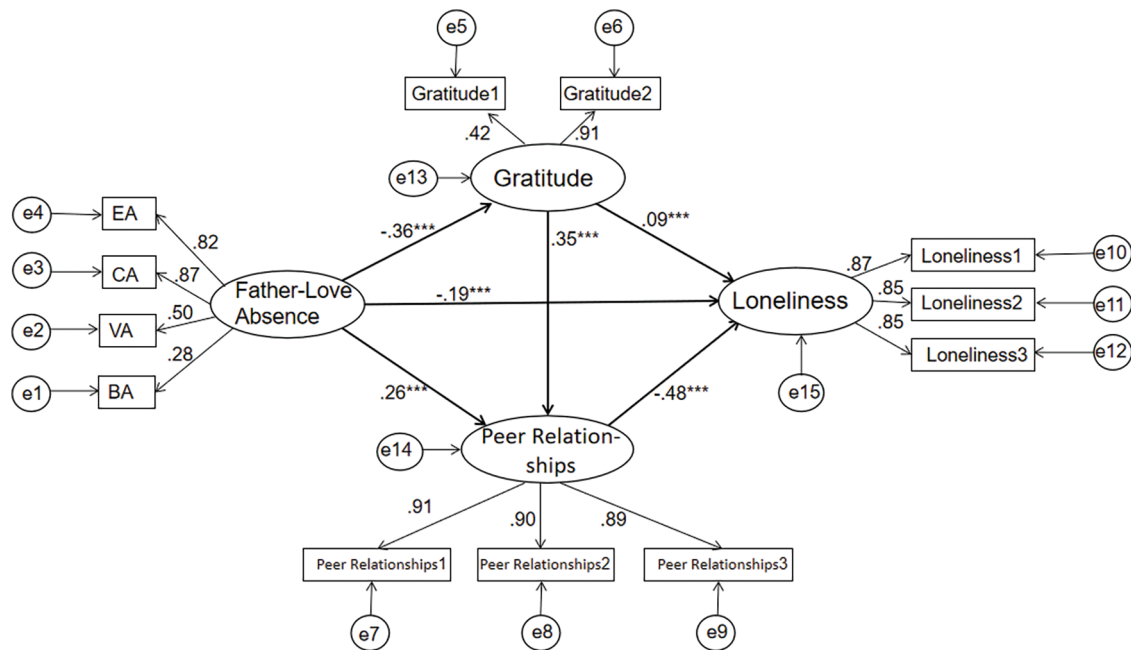 e5
e6
Gratitude1
Gratitude2
.42
.91
e13
Gratitude
e4
EA
.82
-.36***
.35***
.09***
e3
CA
.87
Father-Love
Absence
-.19***
Loneliness
.87
Loneliness1
e10
.85
Loneliness2
e11
.85
Loneliness3
e12
e2
VA
.50
e1
BA
.28
.26***
-.48***
e15
e14
Peer Relation-
ships
.91
.90
.89
Peer Relationships1
Peer Relationships2
Peer Relationships3
e7
e8
e9